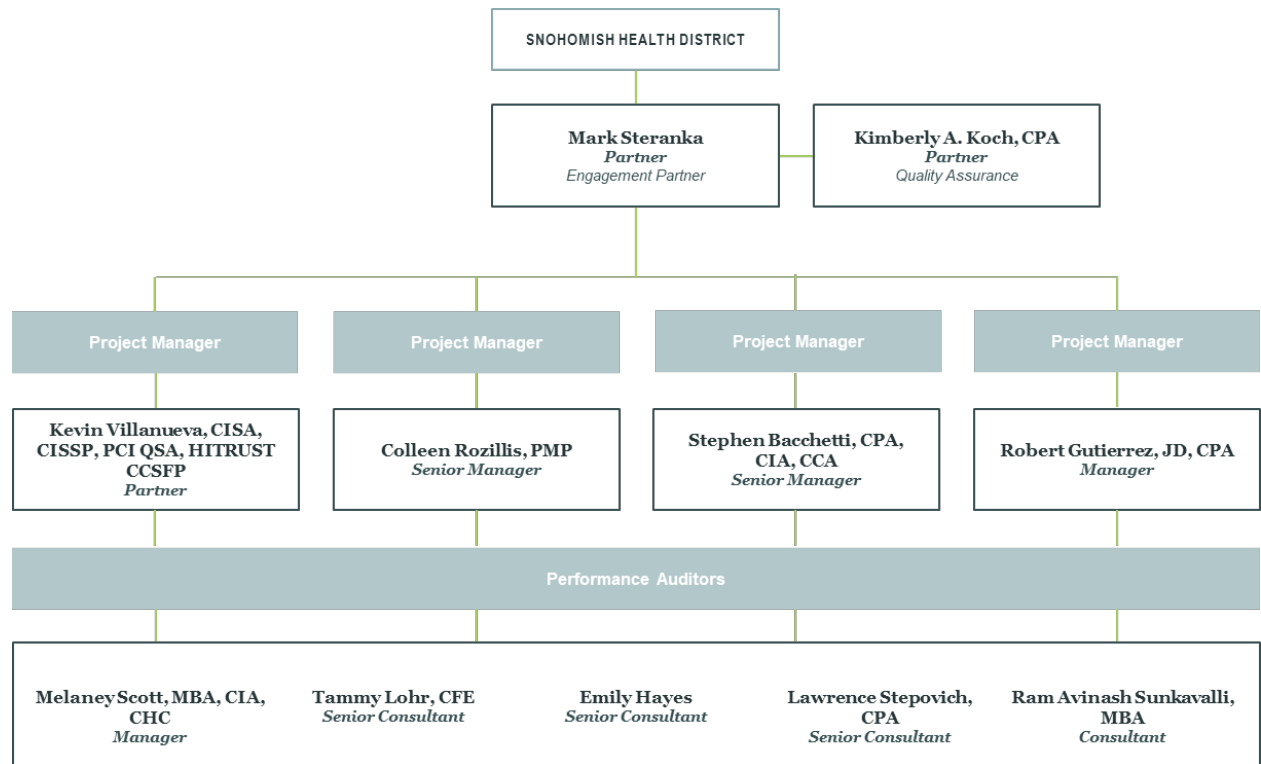 SNOHOMISH HEALTH DISTRICT
Mark Steranka
Partner
Engagement Partner
Kimberly A. Koch, CPA
Partner
Quality Assurance
Project Manager
Project Manager
Project Manager
Project Manager
Kevin Villanueva, CISA,
CISSP, PCI QSA, HITRUST
CCSFP
Partner
Colleen Rozillis, PMP
Senior Manager
Stephen Bacchetti, CPA,
CIA, CCA
Senior Manager
Robert Gutierrez, JD, CPA
Manager
Performance Auditors
Melaney Scott, MBA, CIA,
CHC
Manager
Tammy Lohr, CFE
Senior Consultant
Emily Hayes
Senior Consultant
Lawrence Stepovich,
CPA
Senior Consultant
Ram Avinash Sunkavalli,
MBA
Consultant